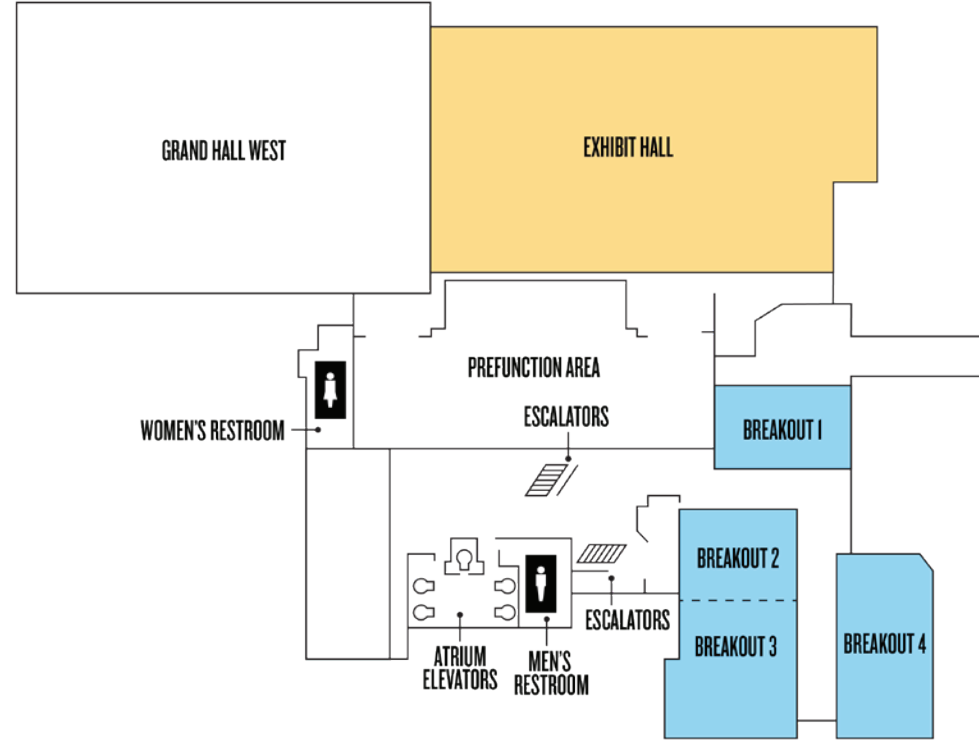 GRAND HALL WEST
EXHIBIT HALL
PREFUNCTION AREA
ESCALATORS
WOMEN'S RESTROOM
BREAKOUT 1
BREAKOUT 2
ESCALATORS
BREAKOUT 3
BREAKOUT 4
ATRIUM
ELEVATORS
MEN'S
RESTROOM